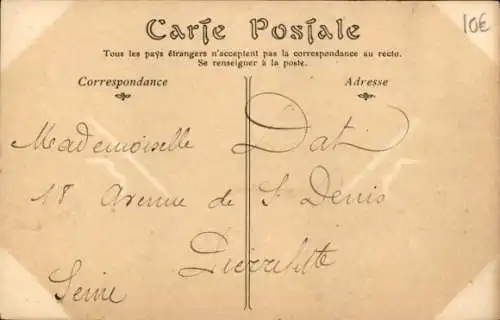 Carte Postale
10€
Tous les pays étrangers n'acceptent pas la correspondance au recto.
Se renseigner à la poste.
Correspondance
Adresse
Mademoiselle Dat
18 Avenue de St Denis
Pierrefitte
Seine